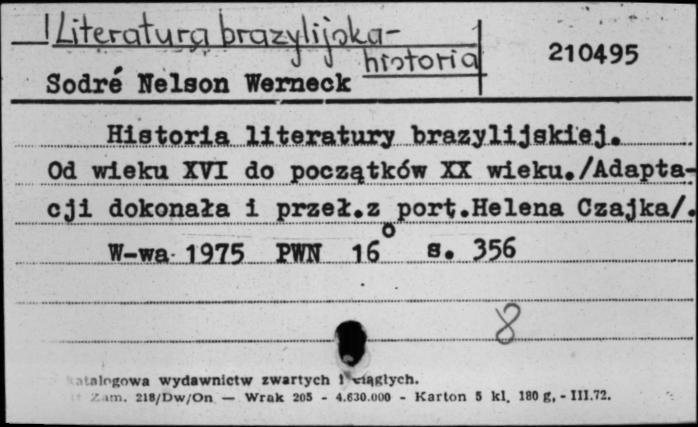 Literatura brazylijska-
historia
210495
Sodré Nelson Werneck
Historia literatury brazylijskiej.
Od wieku XVI do początków XX wieku./Adapta-
cji dokonała i przeł.z port.Helena Czajka/.
W-wa 1975 PWN 16° s. 356
8
katalogowa wydawnictw zwartych i ciągłych.
Zam. 218/Dw/On — Wrak 205 - 4.630.000 - Karton 5 kl. 180 g, - III.72.